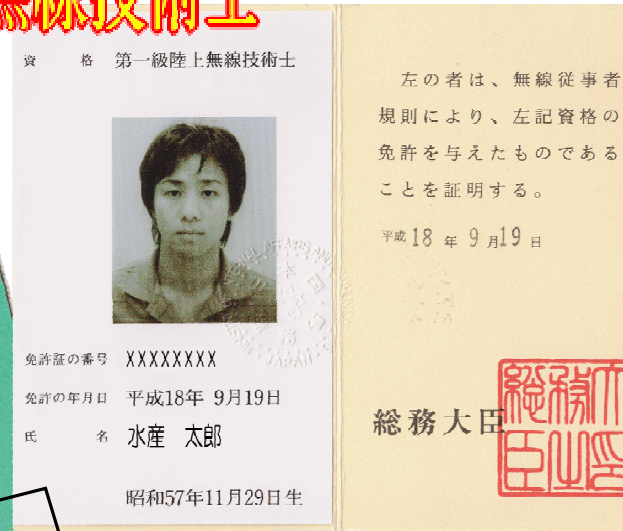 無線技術士
資 格 第一級陸上無線技術士
免許証の番号 XXXXXXXX
免許の年月日 平成18年 9月19日
氏 名 水産 太郎
昭和57年11月29日生
左の者は、無線従事者
規則により、左記資格の
免許を与えたものである
ことを証明する。
平成 18 年 9 月 19 日
総務大臣